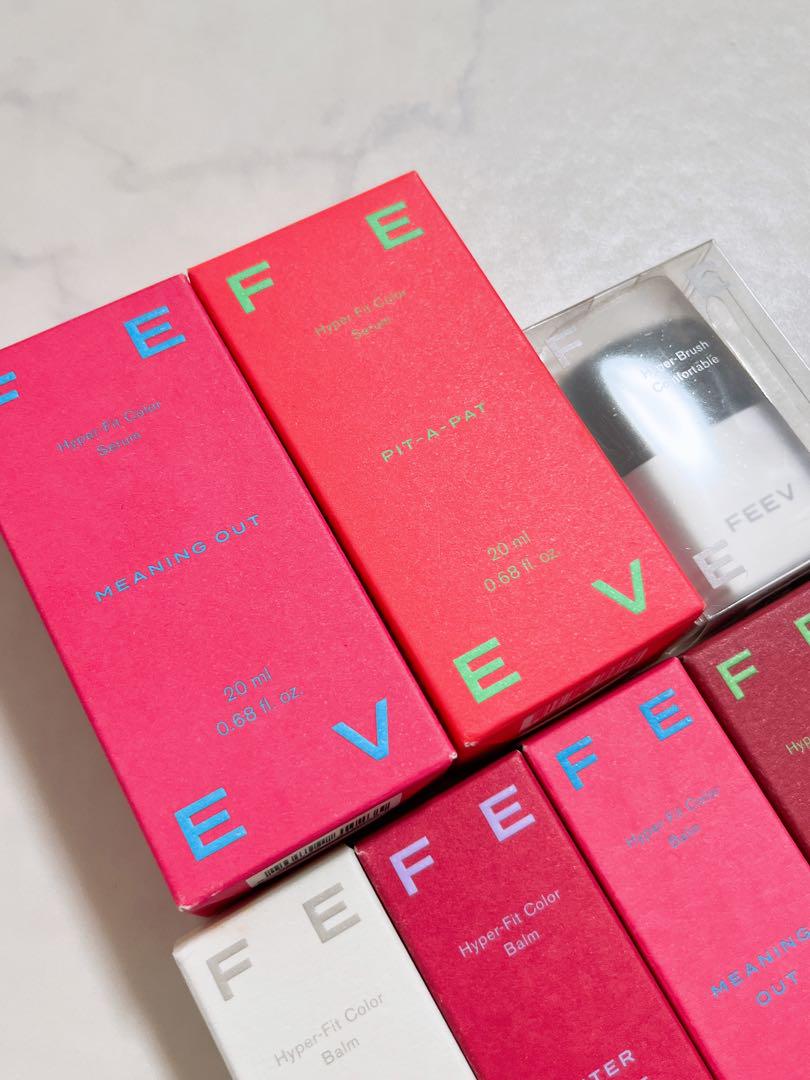 F E
Hyper-Fit Color
Serum
MEANING OUT
20 ml
0.68 fl. oz.
E V
F E
Hyper-Fit Color
Serum
PIT-A-PAT
20 ml
0.68 fl. oz.
E V
F
Hyper-Brush
Comfortable
FEEV
E
F E
Hyper-Fit Color
Balm
F E
Hyper-Fit Color
Balm
F E
Hyper-Fit Color
Balm
MEANING
OUT
F